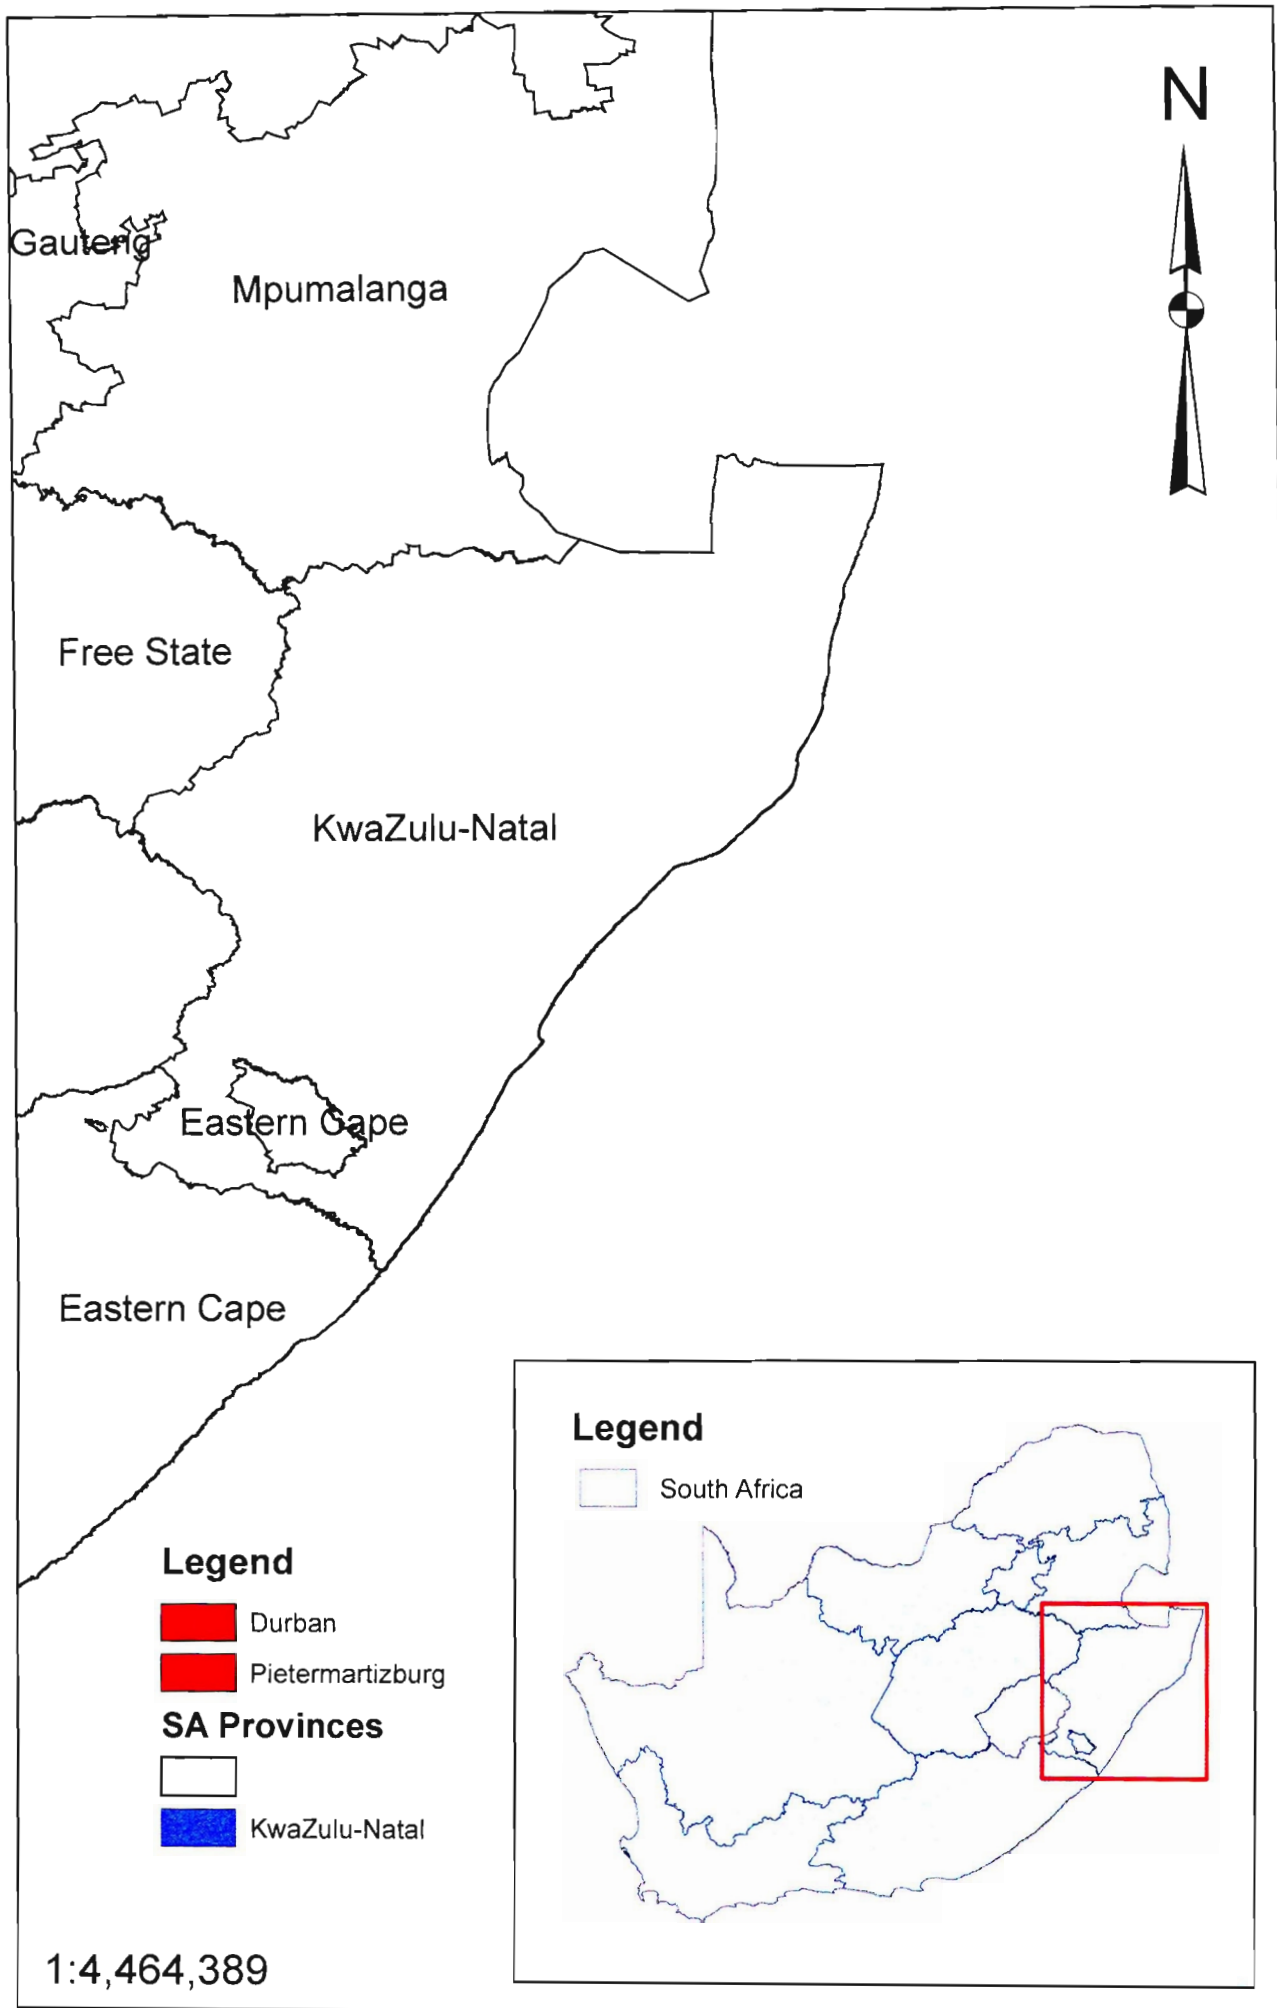 N
Gauteng
Mpumalanga
Free State
KwaZulu-Natal
Eastern Cape
Eastern Cape
Legend
South Africa
Legend
Durban
Pietermartizburg
SA Provinces
KwaZulu-Natal
1:4,464,389